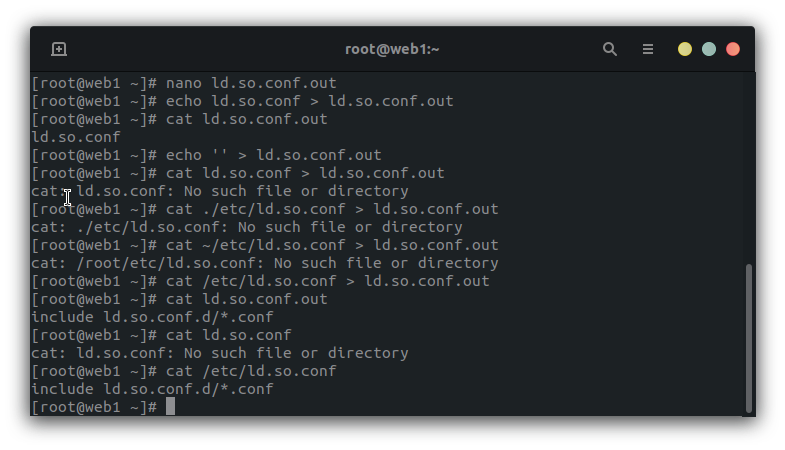 root@web1:~
[root@web1 ~]# nano ld.so.conf.out
[root@web1 ~]# echo ld.so.conf > ld.so.conf.out
[root@web1 ~]# cat ld.so.conf.out
ld.so.conf
[root@web1 ~]# echo '' > ld.so.conf.out
[root@web1 ~]# cat ld.so.conf > ld.so.conf.out
cat: ld.so.conf: No such file or directory
[root@web1 ~]# cat ./etc/ld.so.conf > ld.so.conf.out
cat: ./etc/ld.so.conf: No such file or directory
[root@web1 ~]# cat ~/etc/ld.so.conf > ld.so.conf.out
cat: /root/etc/ld.so.conf: No such file or directory
[root@web1 ~]# cat /etc/ld.so.conf > ld.so.conf.out
[root@web1 ~]# cat ld.so.conf.out
include ld.so.conf.d/*.conf
[root@web1 ~]# cat ld.so.conf
cat: ld.so.conf: No such file or directory
[root@web1 ~]# cat /etc/ld.so.conf
include ld.so.conf.d/*.conf
[root@web1 ~]#